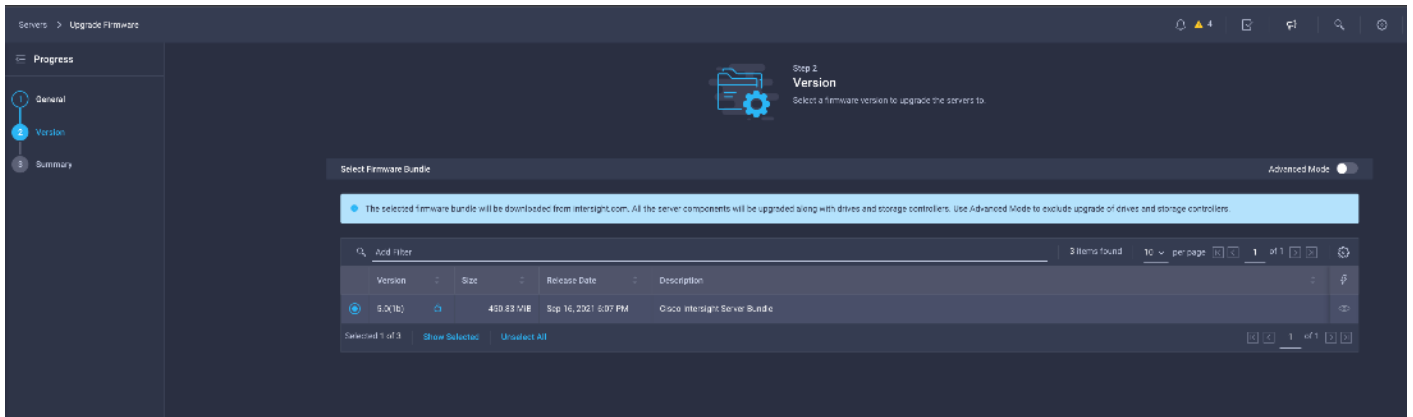 Servers > Upgrade Firmware
4
Progress
1 General
2 Version
3 Summary
Step 2
Version
Select a firmware version to upgrade the servers to.
Select Firmware Bundle
Advanced Mode
The selected firmware bundle will be downloaded from intersight.com. All the server components will be upgraded along with drives and storage controllers. Use Advanced Mode to exclude upgrade of drives and storage controllers.
Add Filter
3 items found 10 per page 1 of 1
Version Size Release Date Description
5.0(1b) 450.83 MiB Sep 16, 2021 6:07 PM Cisco Intersight Server Bundle
Selected 1 of 3 Show Selected Unselect All 1 of 1